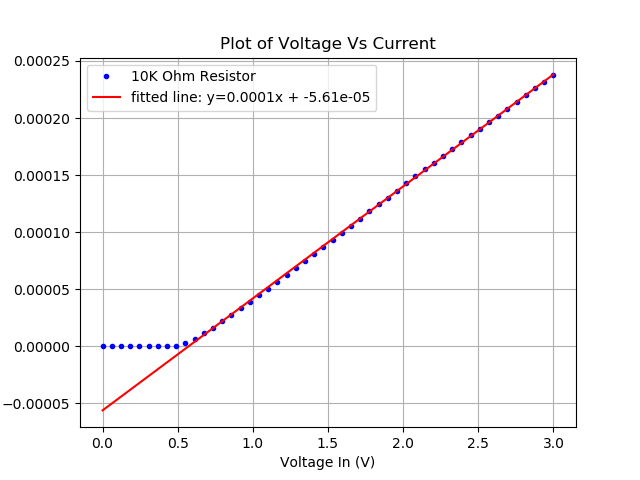 Plot of Voltage Vs Current
10K Ohm Resistor
fitted line: y=0.0001x + -5.61e-05
0.00025
0.00020
0.00015
0.00010
0.00005
0.00000
−0.00005
0.0 0.5 1.0 1.5 2.0 2.5 3.0
Voltage In (V)